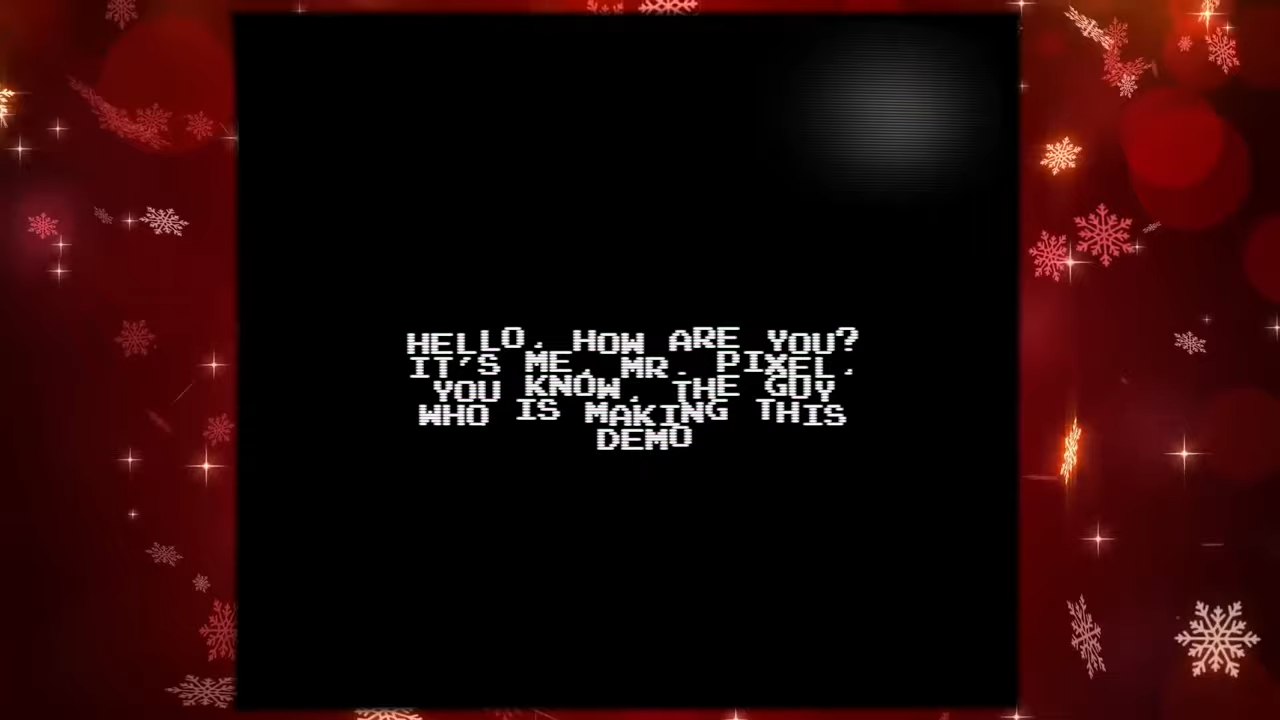 HELLO, HOW ARE YOU?
IT'S ME, MR. PIXEL,
YOU KNOW, THE GUY
WHO IS MAKING THIS
DEMO